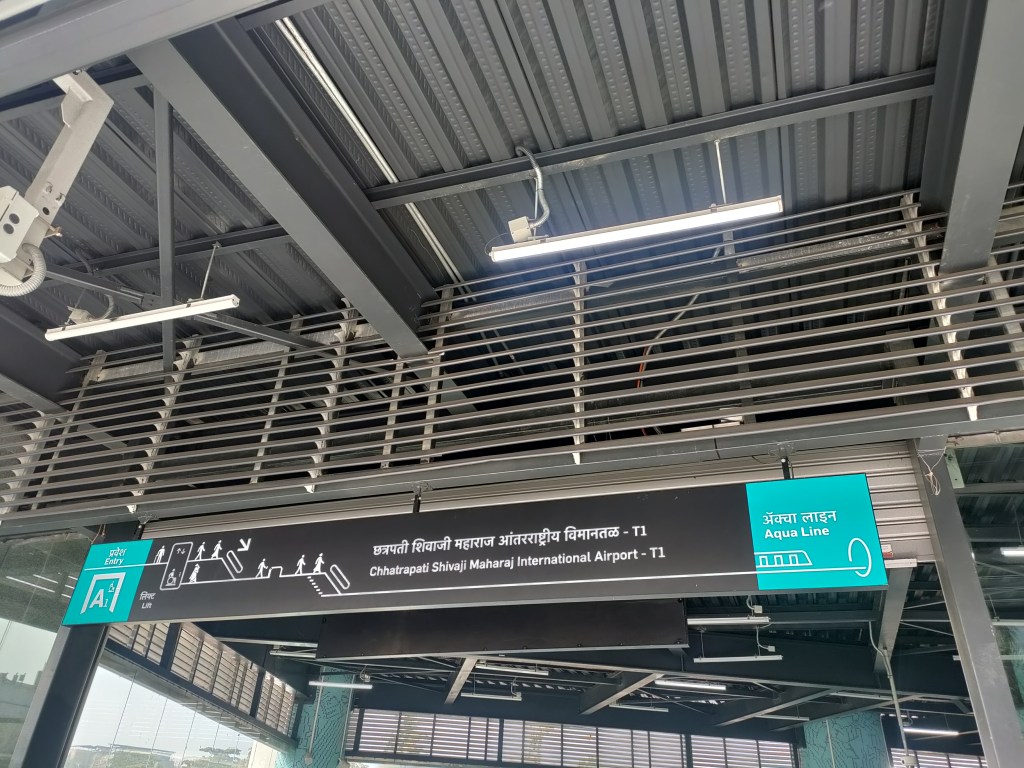 प्रवेश
Entry
A1
लिफ्ट
Lift
छत्रपती शिवाजी महाराज आंतरराष्ट्रीय विमानतळ - T1
Chhatrapati Shivaji Maharaj International Airport - T1
ॲक्वा लाइन
Aqua Line